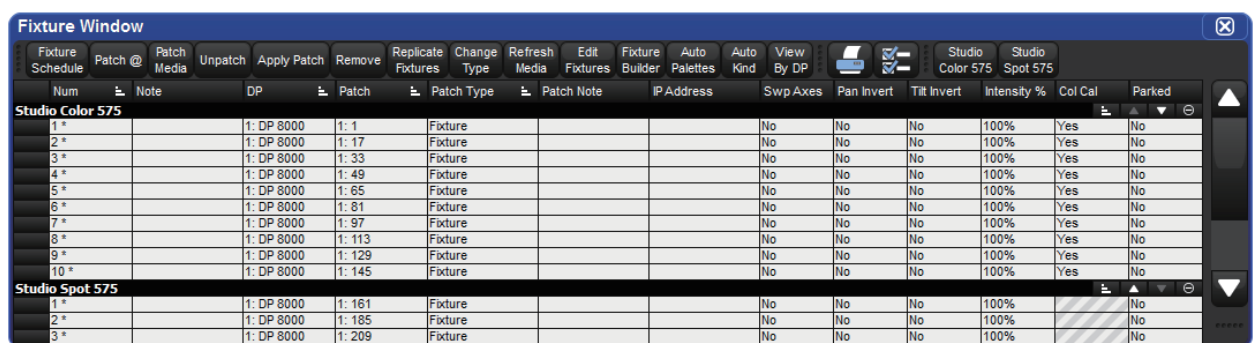 Fixture Window
Fixture Schedule Patch @ Patch Media Unpatch Apply Patch Remove Replicate Fixtures Change Type Refresh Media Edit Fixtures Fixture Builder Auto Palettes Auto Kind View By DP Studio Color 575 Studio Spot 575
Num Note DP Patch Patch Type Patch Note IP Address Swp Axes Pan Invert Tilt Invert Intensity % Col Cal Parked
Studio Color 575
1 * 1: DP 8000 1: 1 Fixture No No No 100% Yes No
2 * 1: DP 8000 1: 17 Fixture No No No 100% Yes No
3 * 1: DP 8000 1: 33 Fixture No No No 100% Yes No
4 * 1: DP 8000 1: 49 Fixture No No No 100% Yes No
5 * 1: DP 8000 1: 65 Fixture No No No 100% Yes No
6 * 1: DP 8000 1: 81 Fixture No No No 100% Yes No
7 * 1: DP 8000 1: 97 Fixture No No No 100% Yes No
8 * 1: DP 8000 1: 113 Fixture No No No 100% Yes No
9 * 1: DP 8000 1: 129 Fixture No No No 100% Yes No
10 * 1: DP 8000 1: 145 Fixture No No No 100% Yes No
Studio Spot 575
1 * 1: DP 8000 1: 161 Fixture No No No 100% No
2 * 1: DP 8000 1: 185 Fixture No No No 100% No
3 * 1: DP 8000 1: 209 Fixture No No No 100% No